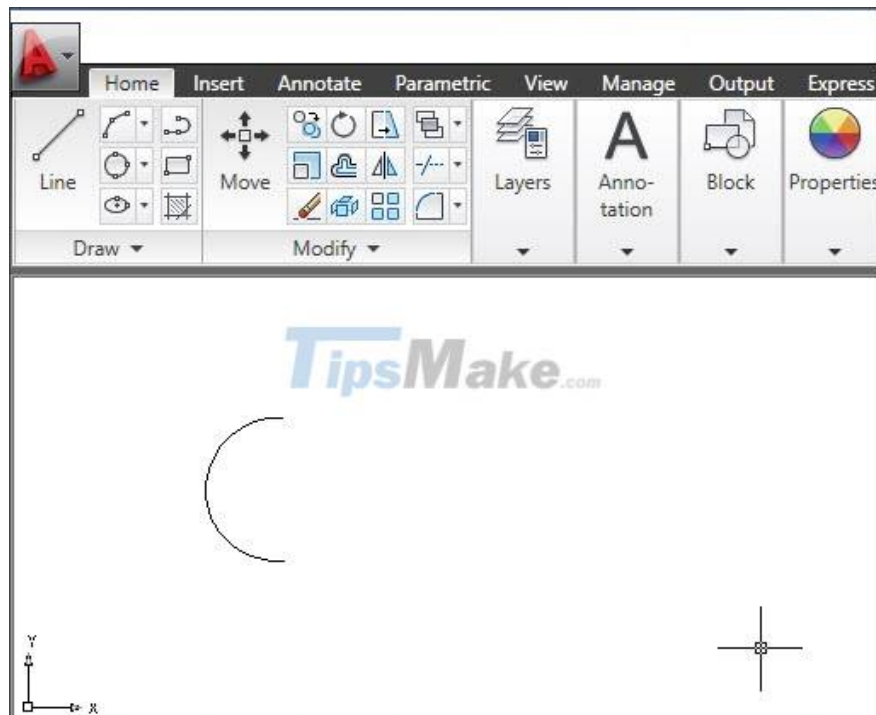 Home Insert Annotate Parametric View Manage Output Express
Line Move Layers Anno-
tation Block Properties
Draw Modify
TipsMake.com
Y
X